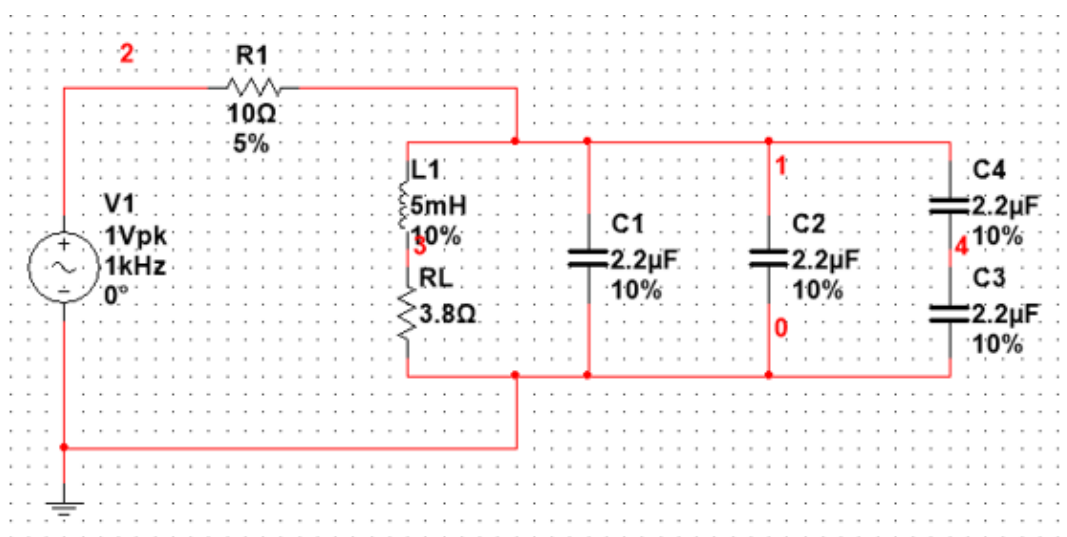 2
R1
10Ω
5%
V1
1Vpk
1kHz
0°
L1
5mH
10%
3
RL
3.8Ω
C1
2.2µF
10%
1
C2
2.2µF
10%
0
C4
2.2µF
10%
4
C3
2.2µF
10%